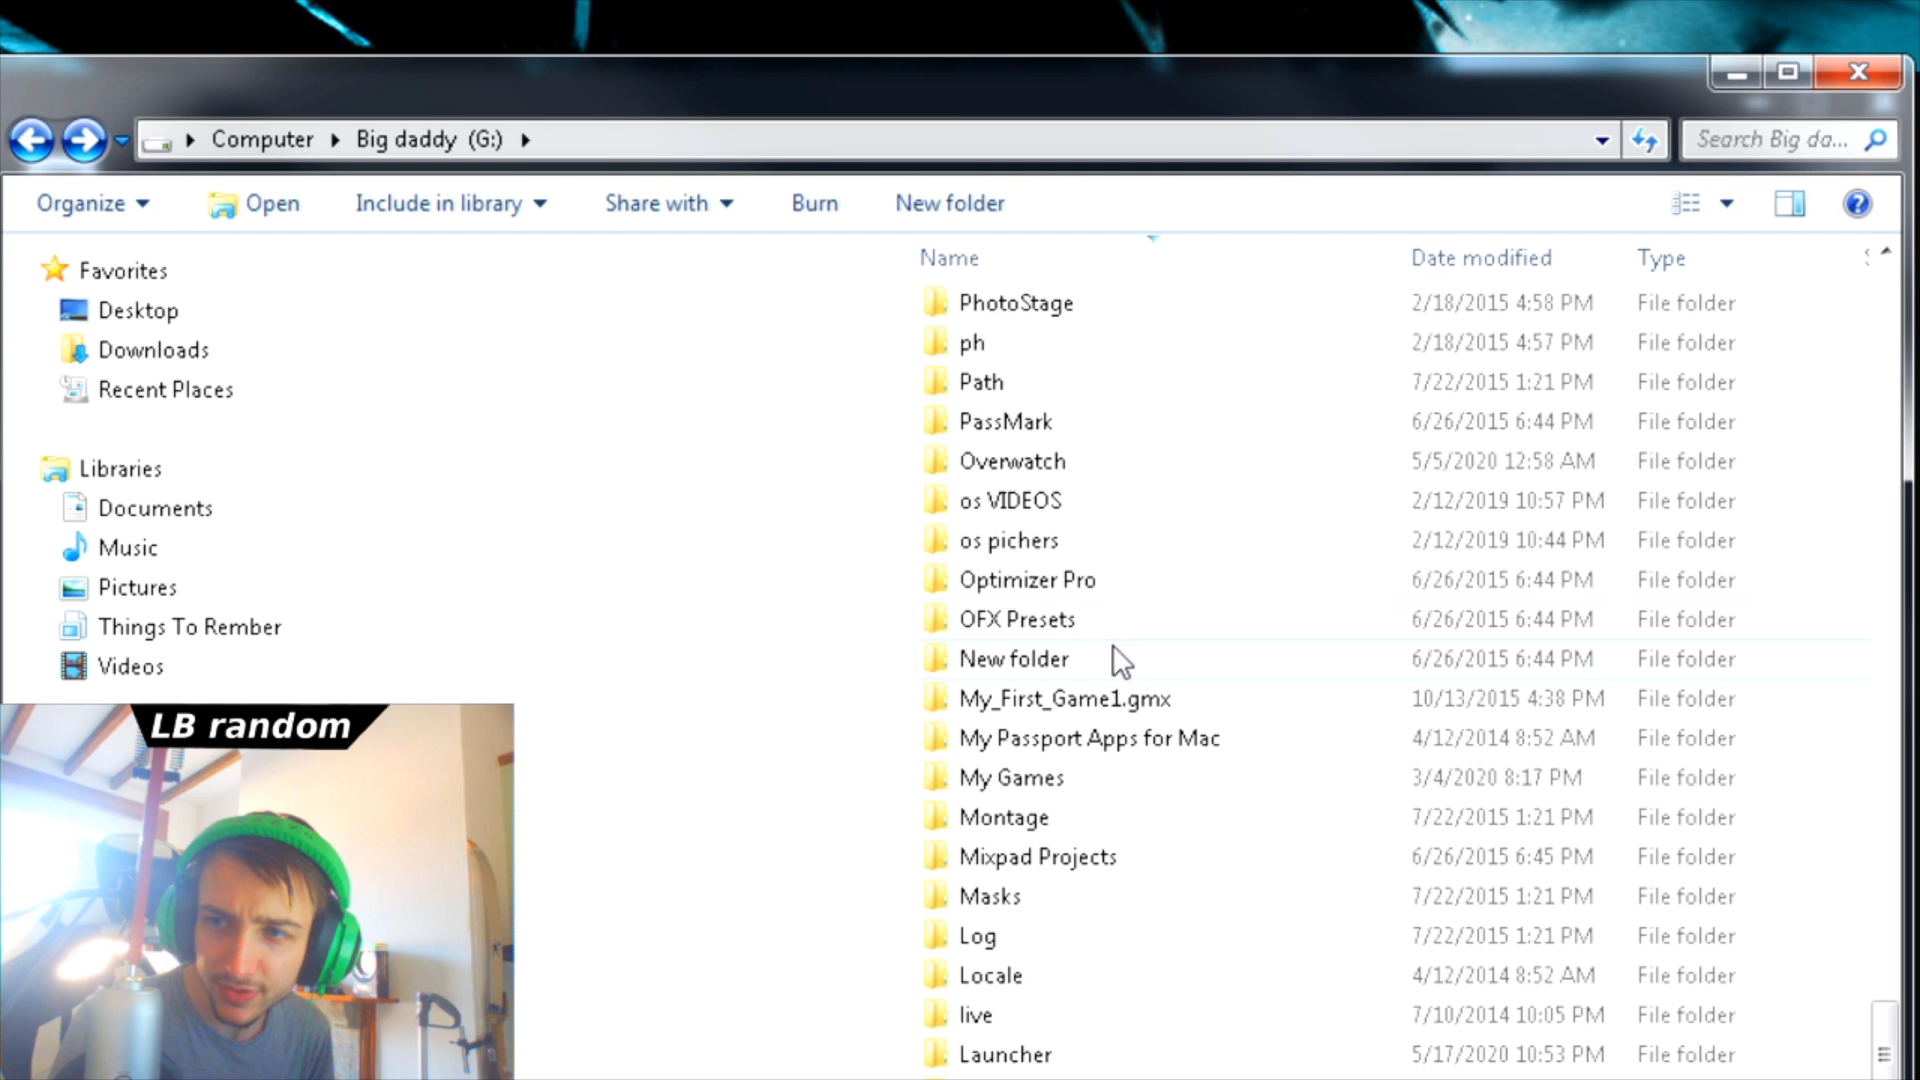 Computer Big daddy (G:)
Search Big da...
Organize Open Include in library Share with Burn New folder
Favorites
Desktop
Downloads
Recent Places
Libraries
Documents
Music
Pictures
Things To Rember
Videos
LB random
Name Date modified Type
PhotoStage 2/18/2015 4:58 PM File folder
ph 2/18/2015 4:57 PM File folder
Path 7/22/2015 1:21 PM File folder
PassMark 6/26/2015 6:44 PM File folder
Overwatch 5/5/2020 12:58 AM File folder
os VIDEOS 2/12/2019 10:57 PM File folder
os pichers 2/12/2019 10:44 PM File folder
Optimizer Pro 6/26/2015 6:44 PM File folder
OFX Presets 6/26/2015 6:44 PM File folder
New folder 6/26/2015 6:44 PM File folder
My_First_Game1.gmx 10/13/2015 4:38 PM File folder
My Passport Apps for Mac 4/12/2014 8:52 AM File folder
My Games 3/4/2020 8:17 PM File folder
Montage 7/22/2015 1:21 PM File folder
Mixpad Projects 6/26/2015 6:45 PM File folder
Masks 7/22/2015 1:21 PM File folder
Log 7/22/2015 1:21 PM File folder
Locale 4/12/2014 8:52 AM File folder
live 7/10/2014 10:05 PM File folder
Launcher 5/17/2020 10:53 PM File folder